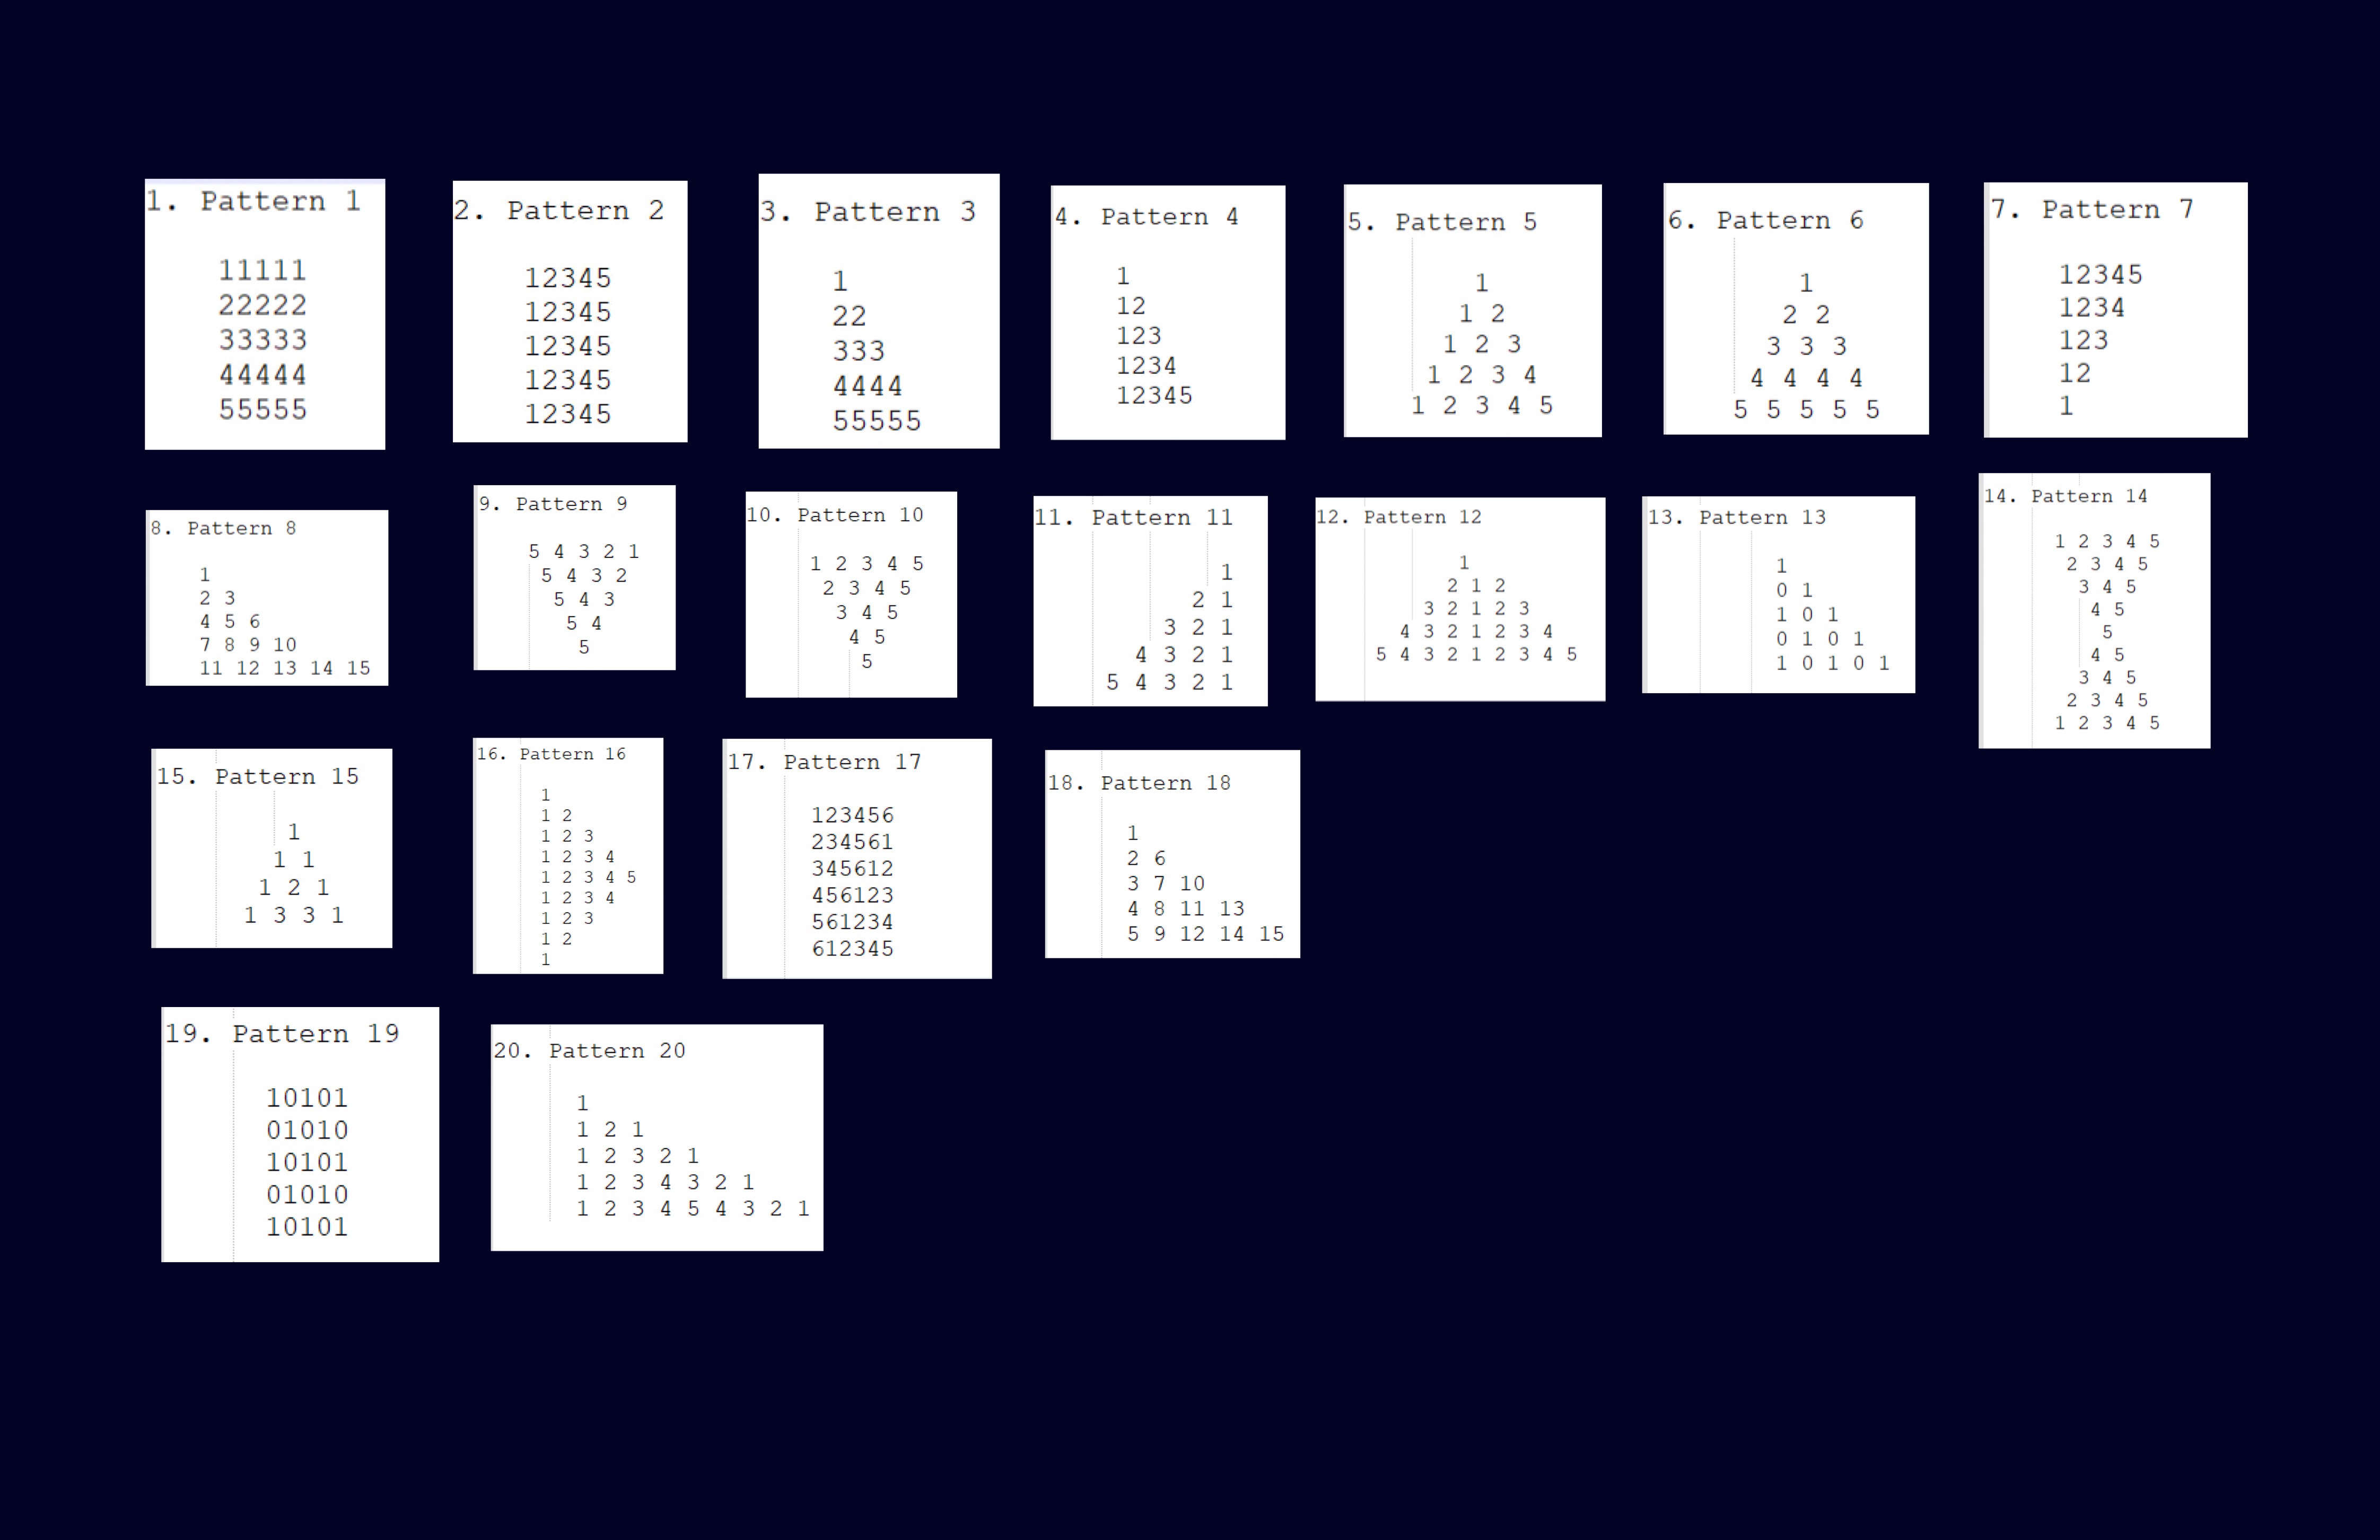 1. Pattern 1
11111
22222
33333
44444
55555
2. Pattern 2
12345
12345
12345
12345
12345
3. Pattern 3
1
22
333
4444
55555
4. Pattern 4
1
12
123
1234
12345
5. Pattern 5
1
1 2
1 2 3
1 2 3 4
1 2 3 4 5
6. Pattern 6
1
2 2
3 3 3
4 4 4 4
5 5 5 5 5
7. Pattern 7
12345
1234
123
12
1
8. Pattern 8
1
2 3
4 5 6
7 8 9 10
11 12 13 14 15
9. Pattern 9
5 4 3 2 1
5 4 3 2
5 4 3
5 4
5
10. Pattern 10
1 2 3 4 5
2 3 4 5
3 4 5
4 5
5
11. Pattern 11
1
2 1
3 2 1
4 3 2 1
5 4 3 2 1
12. Pattern 12
1
2 1 2
3 2 1 2 3
4 3 2 1 2 3 4
5 4 3 2 1 2 3 4 5
13. Pattern 13
1
0 1
1 0 1
0 1 0 1
1 0 1 0 1
14. Pattern 14
1 2 3 4 5
2 3 4 5
3 4 5
4 5
5
4 5
3 4 5
2 3 4 5
1 2 3 4 5
15. Pattern 15
1
1 1
1 2 1
1 3 3 1
16. Pattern 16
1
1 2
1 2 3
1 2 3 4
1 2 3 4 5
1 2 3 4
1 2 3
1 2
1
17. Pattern 17
123456
234561
345612
456123
561234
612345
18. Pattern 18
1
2 6
3 7 10
4 8 11 13
5 9 12 14 15
19. Pattern 19
10101
01010
10101
01010
10101
20. Pattern 20
1
1 2 1
1 2 3 2 1
1 2 3 4 3 2 1
1 2 3 4 5 4 3 2 1